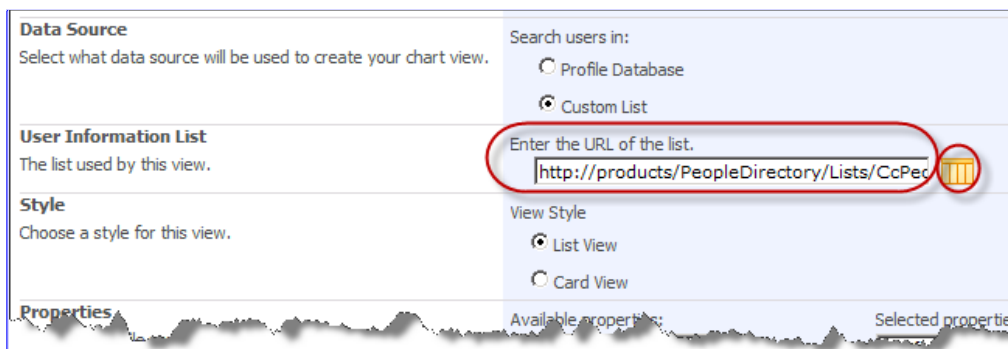 Data Source
Select what data source will be used to create your chart view.
Search users in:
Profile Database
Custom List
User Information List
The list used by this view.
Enter the URL of the list.
http://products/PeopleDirectory/Lists/CcPec
Style
Choose a style for this view.
View Style
List View
Card View
Properties
Available properties:
Selected propertie